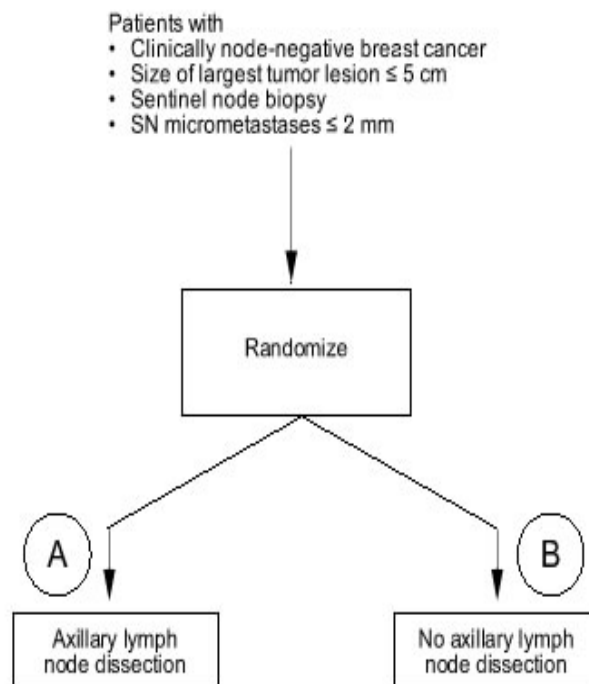 Patients with
• Clinically node-negative breast cancer
• Size of largest tumor lesion ≤ 5 cm
• Sentinel node biopsy
• SN micrometastases ≤ 2 mm
Randomize
A
B
Axillary lymph
node dissection
No axillary lymph
node dissection